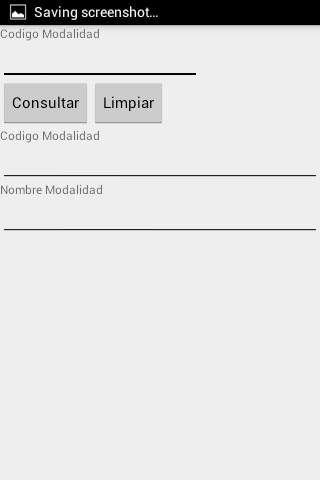 Saving screenshot...
Codigo Modalidad
Consultar Limpiar
Codigo Modalidad
Nombre Modalidad